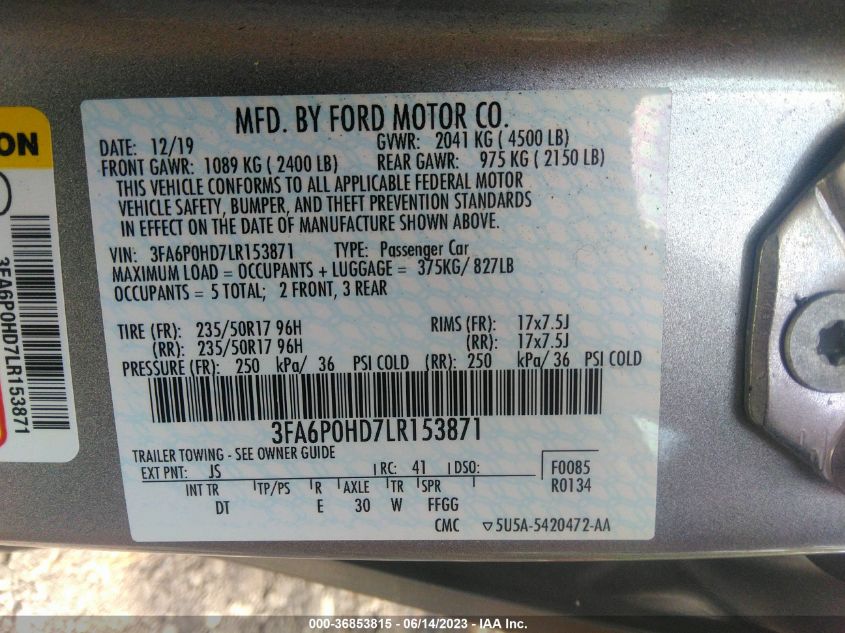 ON
3FA6P0HD7LR153871
MFD. BY FORD MOTOR CO.
DATE: 12/19 GVWR: 2041 KG ( 4500 LB)
FRONT GAWR: 1089 KG ( 2400 LB) REAR GAWR: 975 KG ( 2150 LB)
THIS VEHICLE CONFORMS TO ALL APPLICABLE FEDERAL MOTOR
VEHICLE SAFETY, BUMPER, AND THEFT PREVENTION STANDARDS
IN EFFECT ON THE DATE OF MANUFACTURE SHOWN ABOVE.
VIN: 3FA6P0HD7LR153871 TYPE: Passenger Car
MAXIMUM LOAD = OCCUPANTS + LUGGAGE = 375KG/ 827LB
OCCUPANTS = 5 TOTAL; 2 FRONT, 3 REAR
TIRE (FR): 235/50R17 96H RIMS (FR): 17x7.5J
(RR): 235/50R17 96H (RR): 17x7.5J
PRESSURE (FR): 250 kPa/ 36 PSI COLD (RR): 250 kPa/ 36 PSI COLD
3FA6P0HD7LR153871
TRAILER TOWING - SEE OWNER GUIDE
EXT PNT: JS RC: 41 DSO: F0085
INT TR TP/PS R AXLE TR SPR R0134
DT E 30 W FFGG
CMC ▽5U5A-5420472-AA
000-36853815 - 06/14/2023 - IAA Inc.